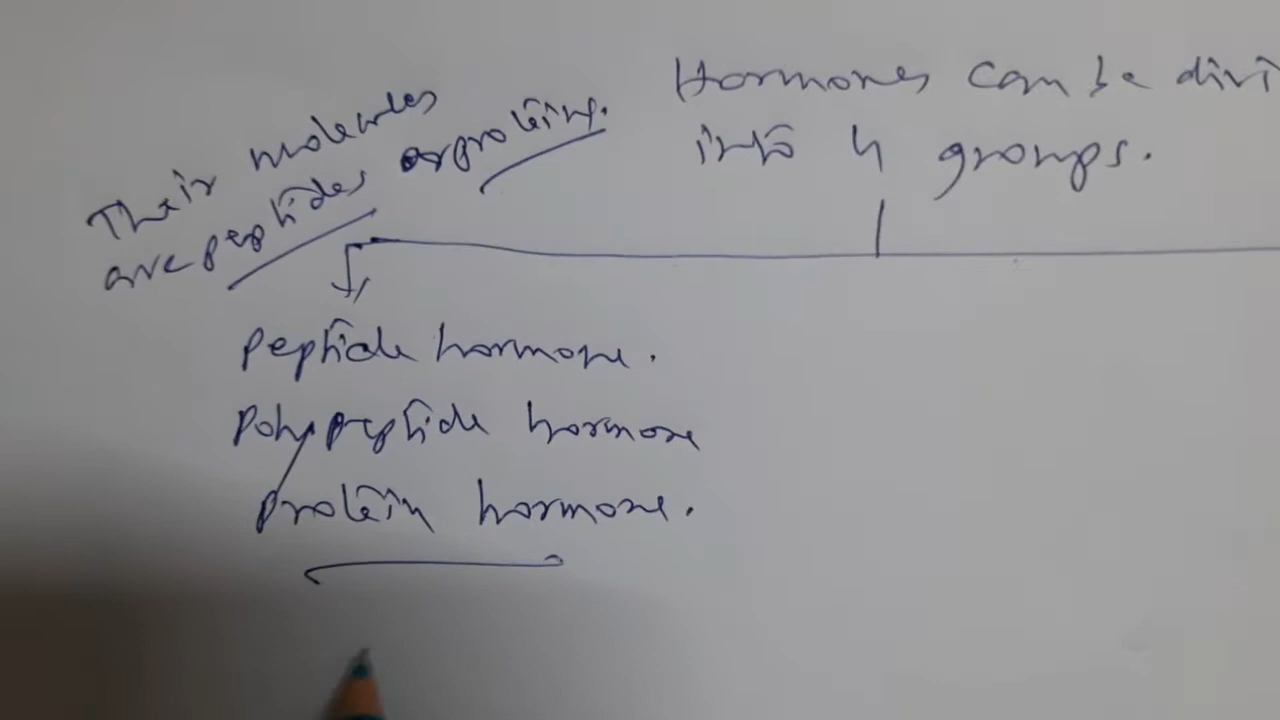 Hormones can be divi
into 4 groups.
Their molecules
are peptides or proteins.
Peptide hormone.
Polypeptide hormone
Protein hormone.